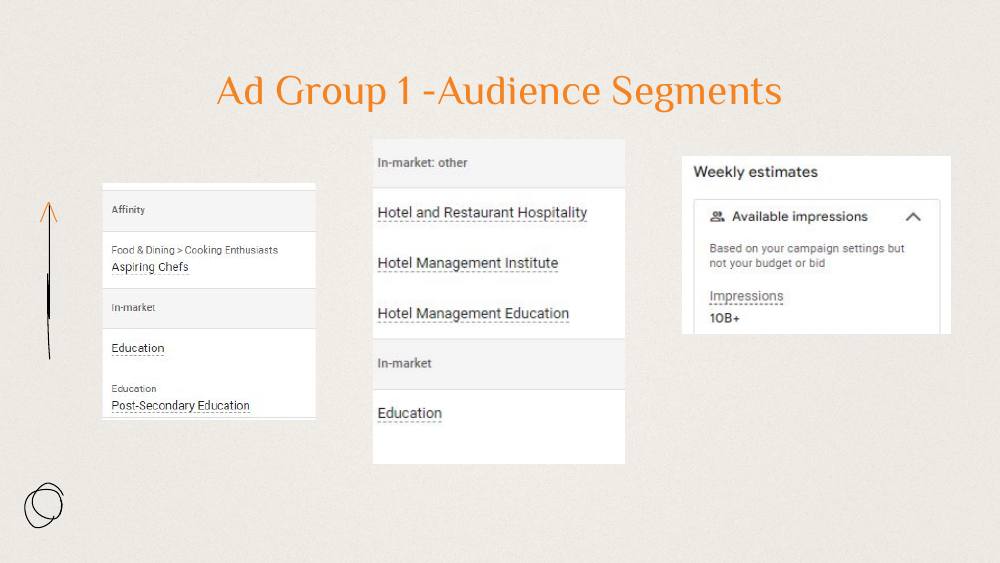 Ad Group 1 -Audience Segments
Affinity
Food & Dining > Cooking Enthusiasts
Aspiring Chefs
In-market
Education
Education
Post-Secondary Education
In-market: other
Hotel and Restaurant Hospitality
Hotel Management Institute
Hotel Management Education
In-market
Education
Weekly estimates
Available impressions
Based on your campaign settings but
not your budget or bid
Impressions
10B+